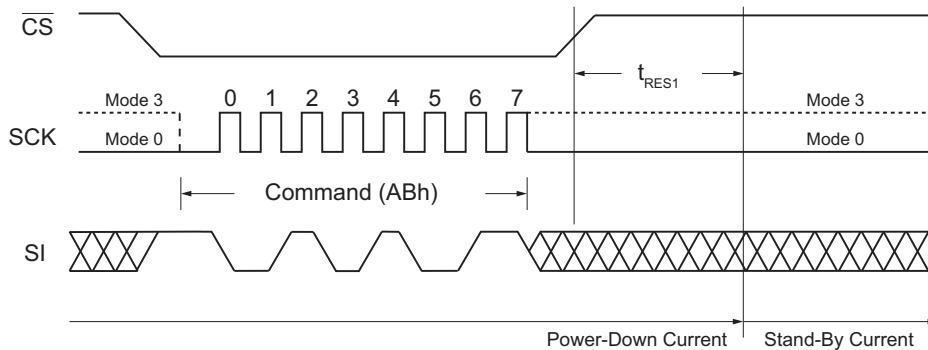 CS
tRES1
0 1 2 3 4 5 6 7
Mode 3 Mode 3
SCK
Mode 0 Mode 0
Command (ABh)
SI
Power-Down Current Stand-By Current